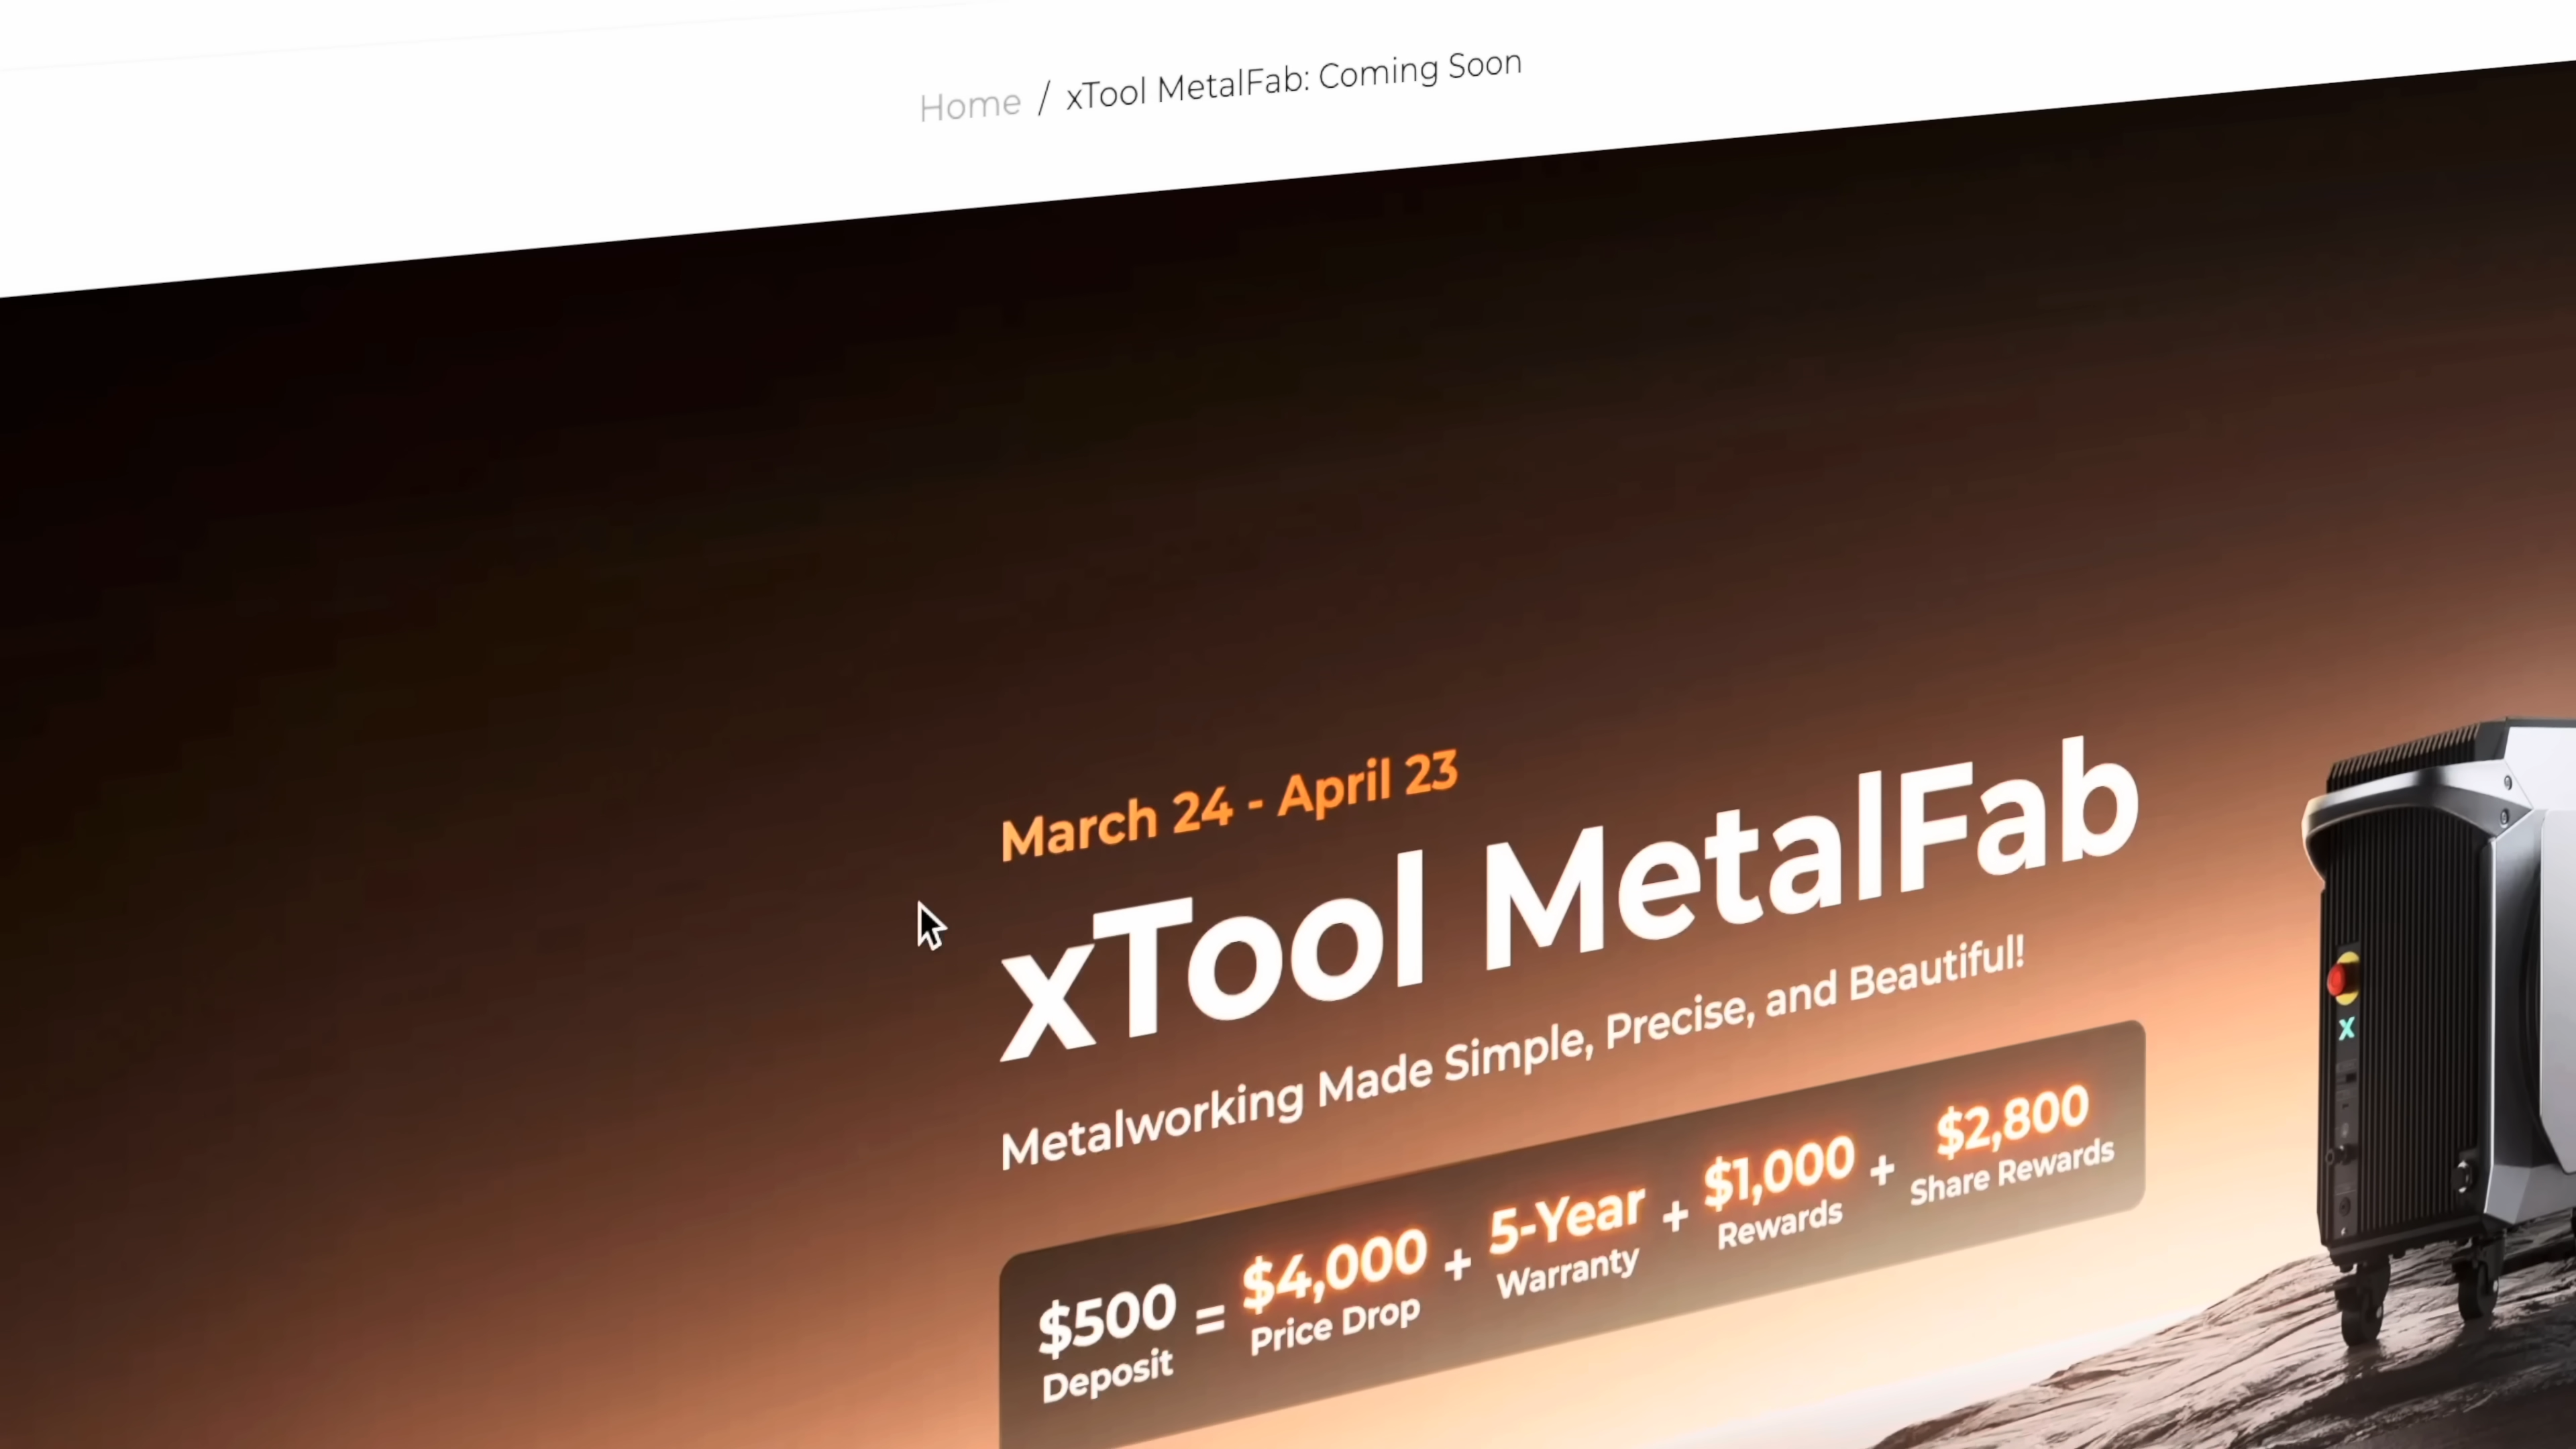 Home / xTool MetalFab: Coming Soon
March 24 - April 23
xTool MetalFab
Metalworking Made Simple, Precise, and Beautiful!
$500 = $4,000 + 5-Year + $1,000 + $2,800
Deposit Price Drop Warranty Rewards Share Rewards
X